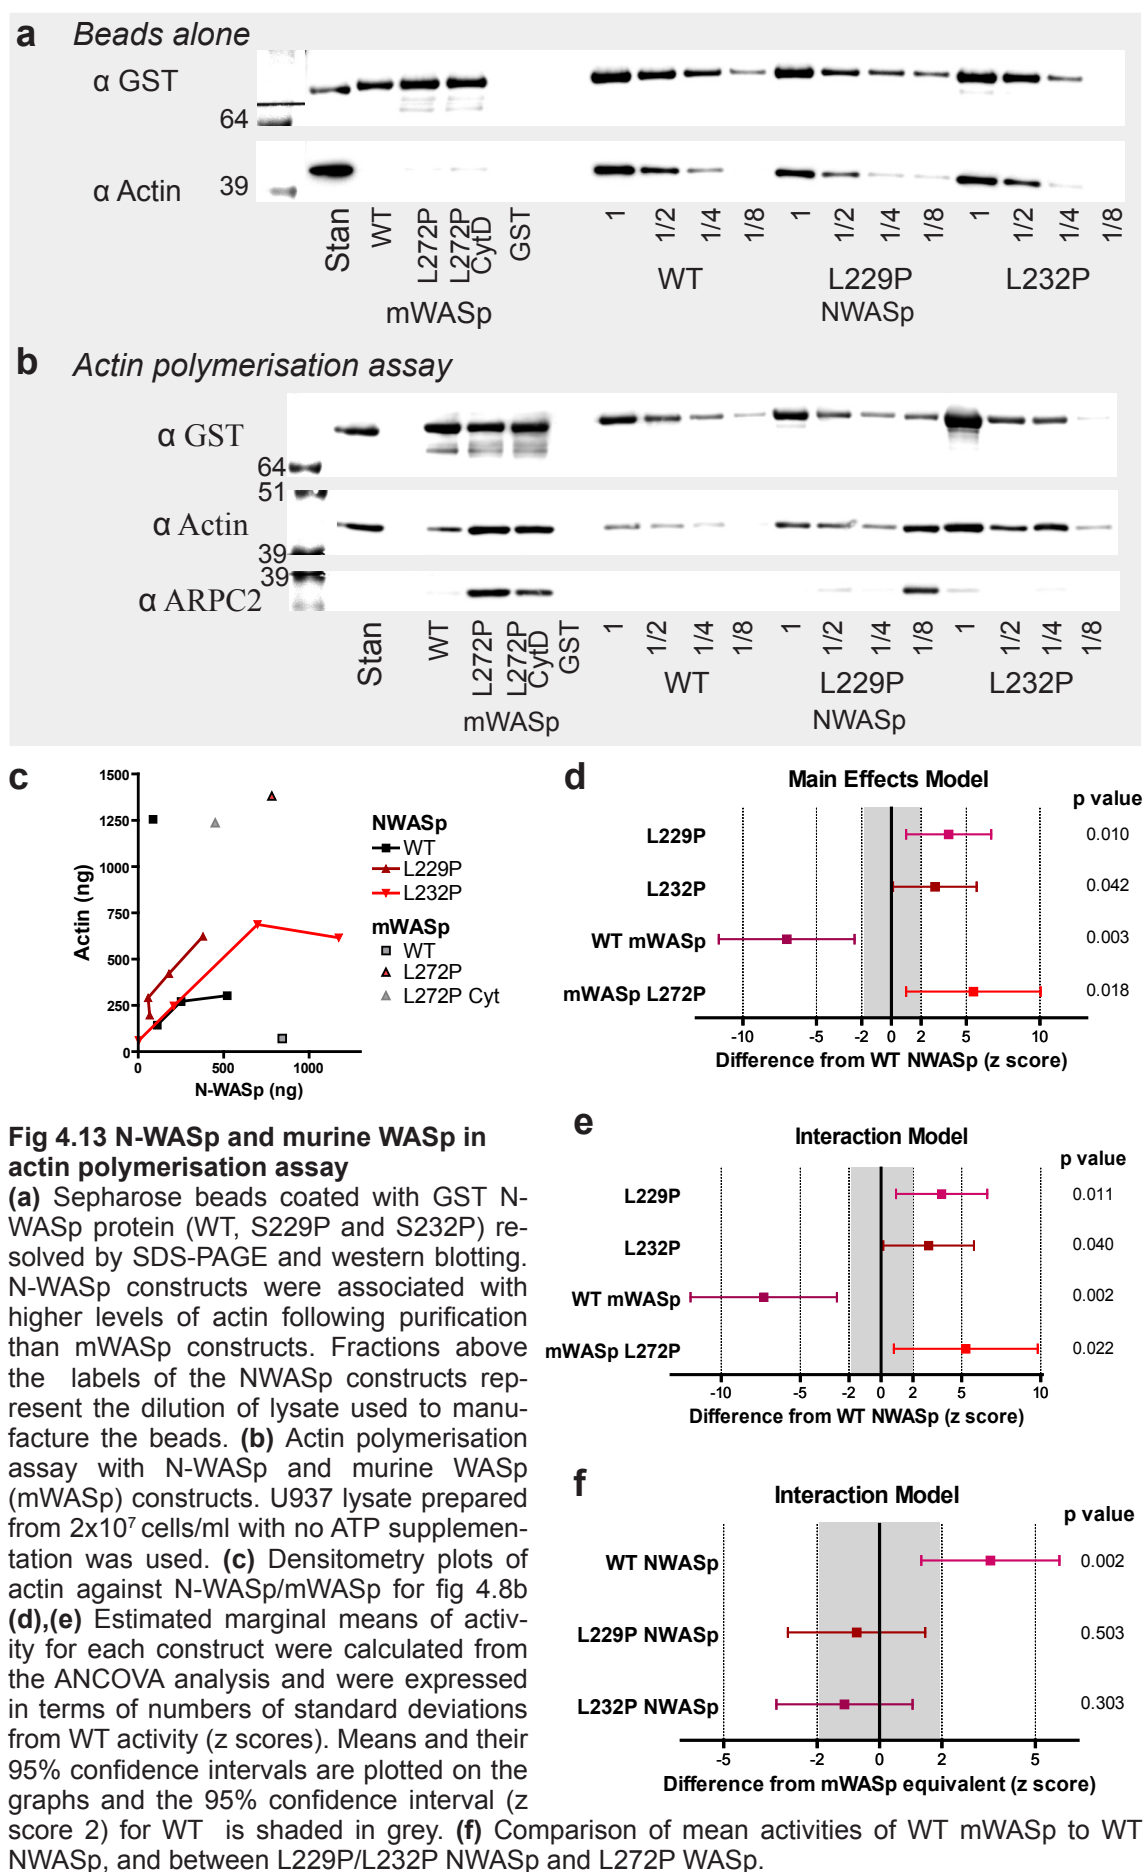 a Beads alone
α GST
64
α Actin
39
Stan WT L272P L272P CytD GST 1 1/2 1/4 1/8 1 1/2 1/4 1/8 1 1/2 1/4 1/8
WT L229P L232P
mWASp NWASp
b Actin polymerisation assay
α GST
64
51
α Actin
39
39
α ARPC2
Stan WT L272P L272P CytD GST 1 1/2 1/4 1/8 1 1/2 1/4 1/8 1 1/2 1/4 1/8
WT L229P L232P
mWASp NWASp
c
1500
1250
1000
750
500
250
0
Actin (ng)
0 500 1000
N-WASp (ng)
NWASp
WT
L229P
L232P
mWASp
WT
L272P
L272P Cyt
d
Main Effects Model
p value
L229P 0.010
L232P 0.042
WT mWASp 0.003
mWASp L272P 0.018
-10 -5 -2 0 2 5 10
Difference from WT NWASp (z score)
e
Interaction Model
p value
L229P 0.011
L232P 0.040
WT mWASp 0.002
mWASp L272P 0.022
-10 -5 -2 0 2 5 10
Difference from WT NWASp (z score)
f
Interaction Model
p value
WT NWASp 0.002
L229P NWASp 0.503
L232P NWASp 0.303
-5 -2 0 2 5
Difference from mWASp equivalent (z score)
Fig 4.13 N-WASp and murine WASp in
actin polymerisation assay
(a) Sepharose beads coated with GST N-
WASp protein (WT, S229P and S232P) re-
solved by SDS-PAGE and western blotting.
N-WASp constructs were associated with
higher levels of actin following purification
than mWASp constructs. Fractions above
the labels of the NWASp constructs rep-
resent the dilution of lysate used to manu-
facture the beads. (b) Actin polymerisation
assay with N-WASp and murine WASp
(mWASp) constructs. U937 lysate prepared
from 2x10⁷ cells/ml with no ATP supplemen-
tation was used. (c) Densitometry plots of
actin against N-WASp/mWASp for fig 4.8b
(d),(e) Estimated marginal means of activ-
ity for each construct were calculated from
the ANCOVA analysis and were expressed
in terms of numbers of standard deviations
from WT activity (z scores). Means and their
95% confidence intervals are plotted on the
graphs and the 95% confidence interval (z
score 2) for WT is shaded in grey. (f) Comparison of mean activities of WT mWASp to WT
NWASp, and between L229P/L232P NWASp and L272P WASp.